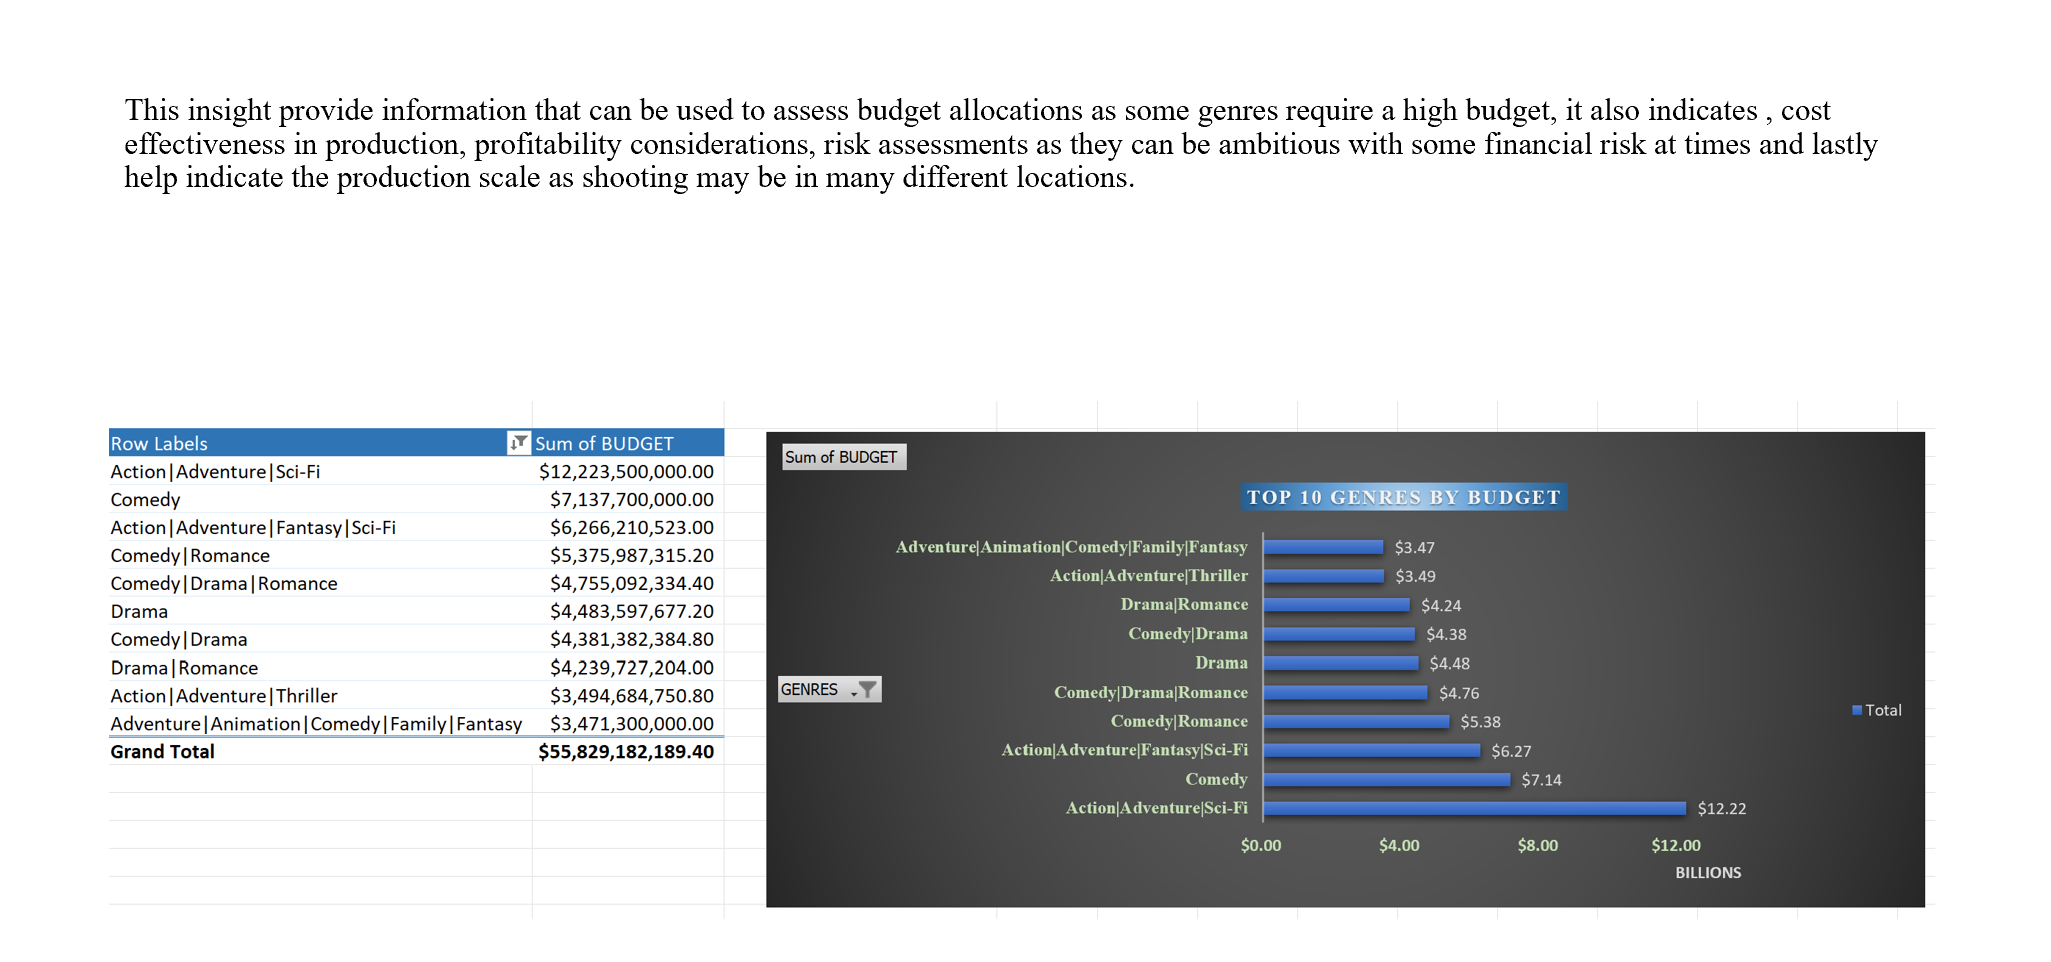 This insight provide information that can be used to assess budget allocations as some genres require a high budget, it also indicates , cost
effectiveness in production, profitability considerations, risk assessments as they can be ambitious with some financial risk at times and lastly
help indicate the production scale as shooting may be in many different locations.
Row Labels Sum of BUDGET
Action|Adventure|Sci-Fi $12,223,500,000.00
Comedy $7,137,700,000.00
Action|Adventure|Fantasy|Sci-Fi $6,266,210,523.00
Comedy|Romance $5,375,987,315.20
Comedy|Drama|Romance $4,755,092,334.40
Drama $4,483,597,677.20
Comedy|Drama $4,381,382,384.80
Drama|Romance $4,239,727,204.00
Action|Adventure|Thriller $3,494,684,750.80
Adventure|Animation|Comedy|Family|Fantasy $3,471,300,000.00
Grand Total $55,829,182,189.40
Sum of BUDGET
TOP 10 GENRES BY BUDGET
Adventure|Animation|Comedy|Family|Fantasy $3.47
Action|Adventure|Thriller $3.49
Drama|Romance $4.24
Comedy|Drama $4.38
Drama $4.48
GENRES
Comedy|Drama|Romance $4.76
Total
Comedy|Romance $5.38
Action|Adventure|Fantasy|Sci-Fi $6.27
Comedy $7.14
Action|Adventure|Sci-Fi $12.22
$0.00 $4.00 $8.00 $12.00
BILLIONS